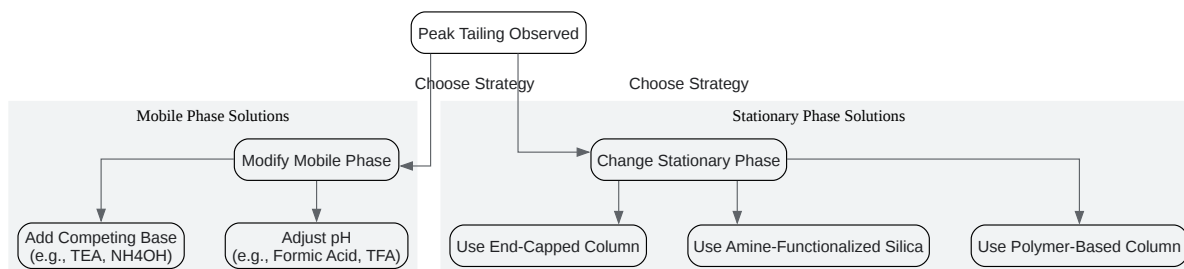 Peak Tailing Observed
Choose Strategy
Choose Strategy
Mobile Phase Solutions
Stationary Phase Solutions
Modify Mobile Phase
Change Stationary Phase
Add Competing Base
(e.g., TEA, NH4OH)
Adjust pH
(e.g., Formic Acid, TFA)
Use End-Capped Column
Use Amine-Functionalized Silica
Use Polymer-Based Column